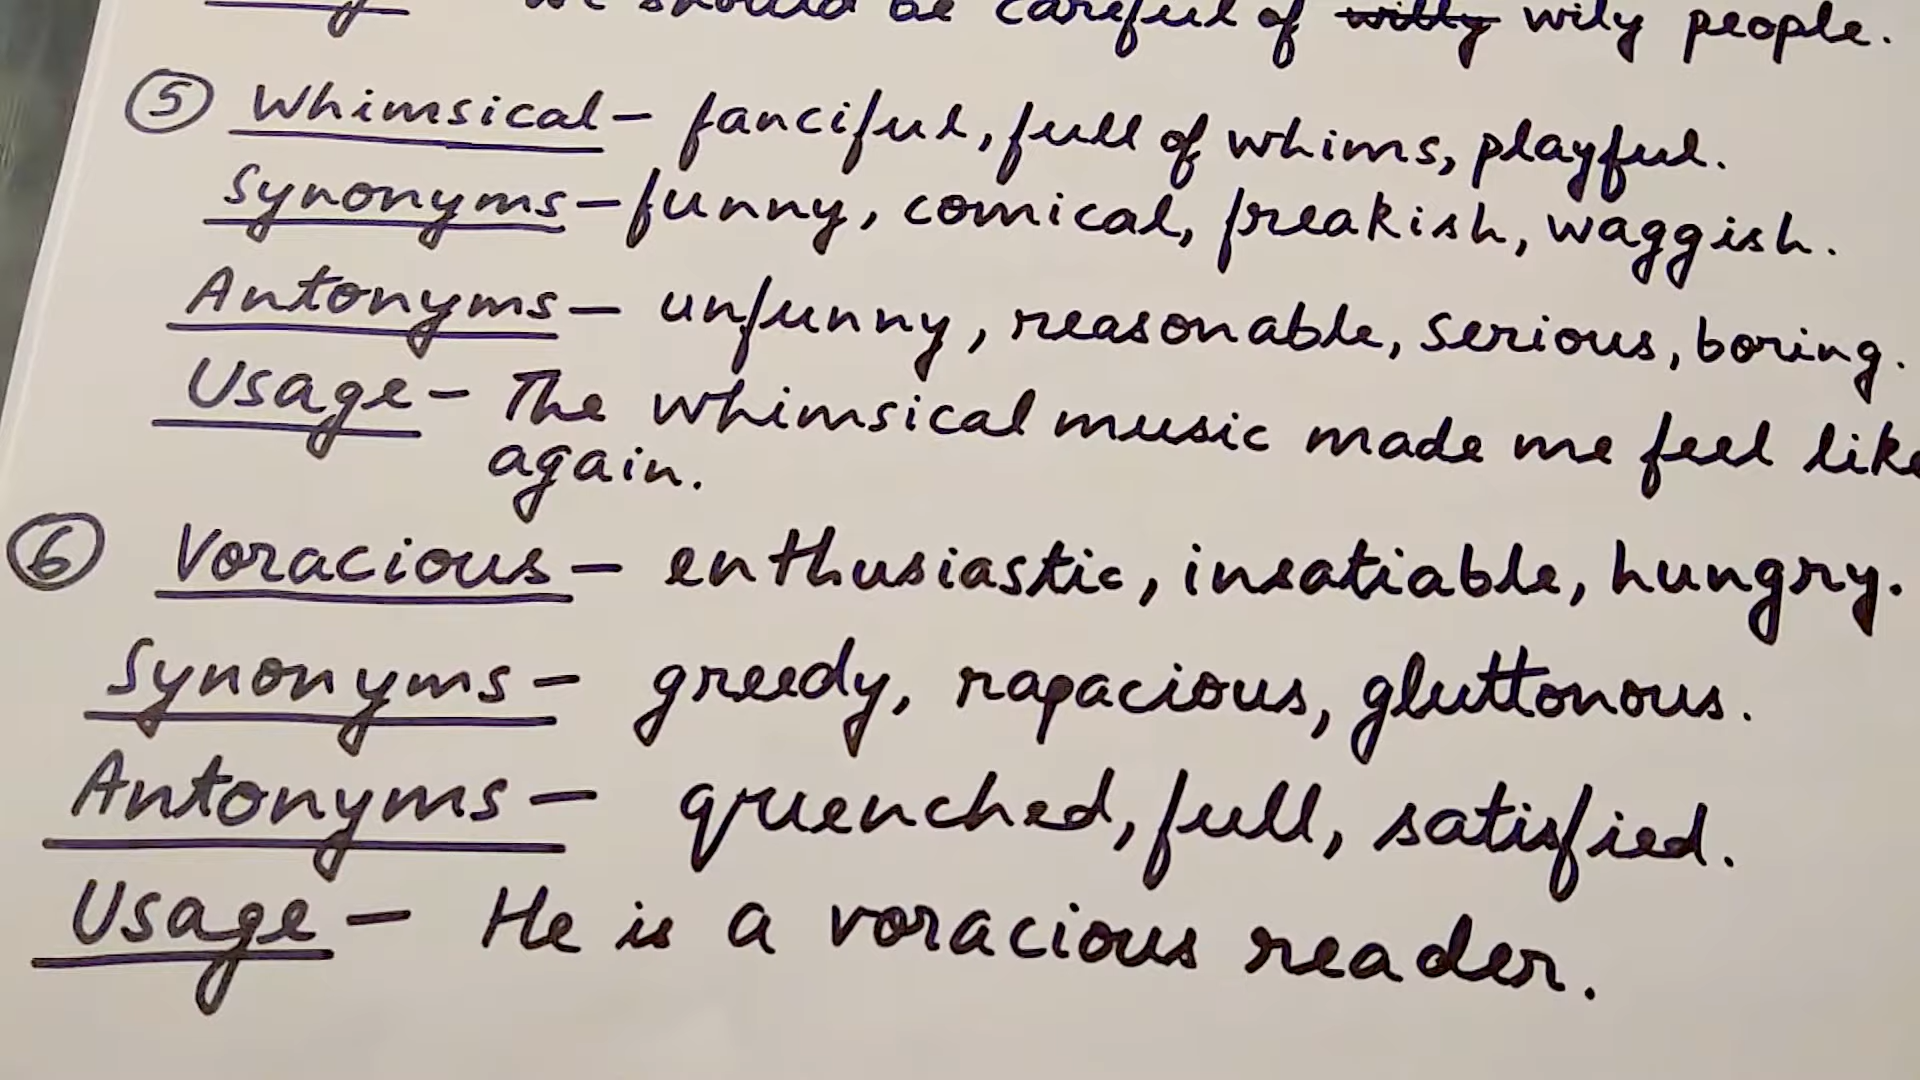 we should be careful of witty wily people.
⑤ Whimsical - fanciful, full of whims, playful.
Synonyms - funny, comical, freakish, waggish.
Antonyms - unfunny, reasonable, serious, boring.
Usage - The whimsical music made me feel like
again.
⑥ Voracious - enthusiastic, insatiable, hungry.
Synonyms - greedy, rapacious, gluttonous.
Antonyms - quenched, full, satisfied.
Usage - He is a voracious reader.